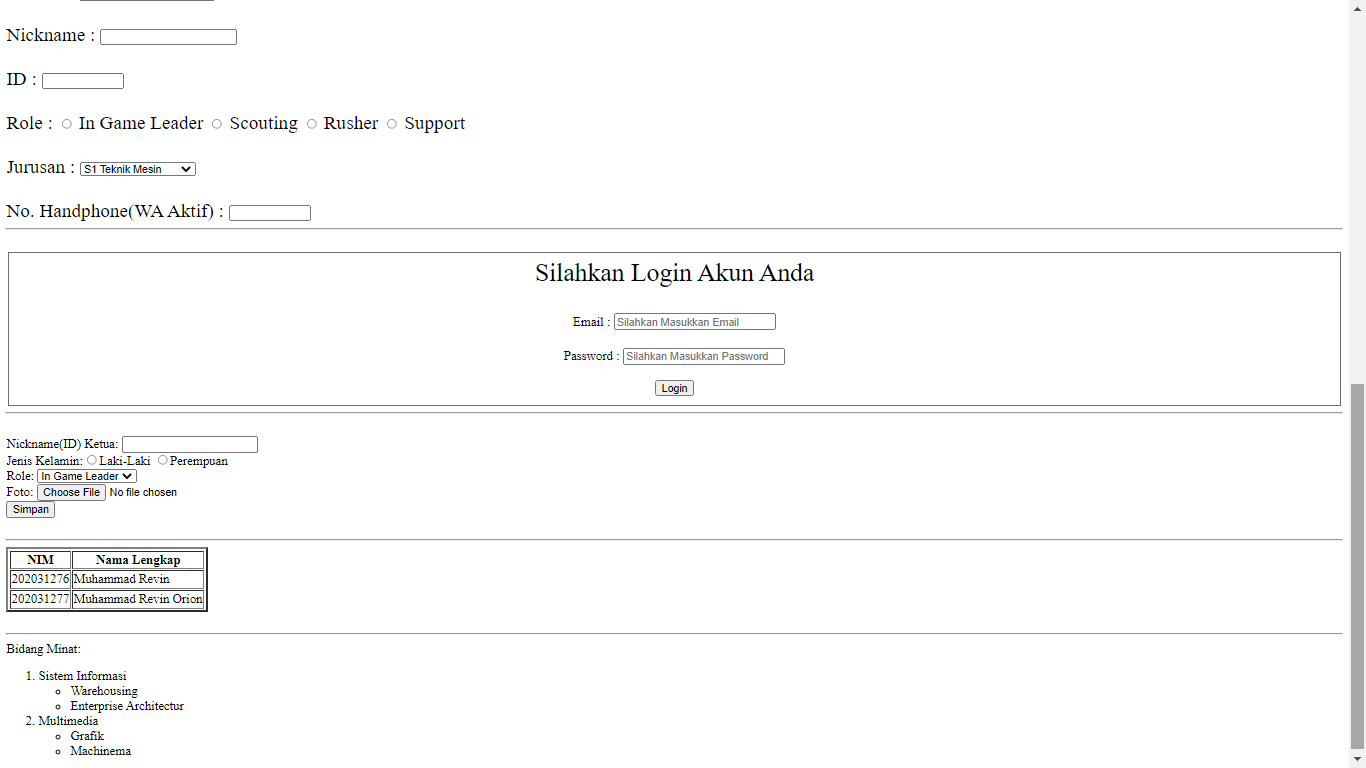 Nickname :
ID :
Role : In Game Leader Scouting Rusher Support
Jurusan : S1 Teknik Mesin
No. Handphone(WA Aktif) :
Silahkan Login Akun Anda
Email : Silahkan Masukkan Email
Password : Silahkan Masukkan Password
Login
Nickname(ID) Ketua:
Jenis Kelamin: Laki-Laki Perempuan
Role: In Game Leader
Foto: Choose File No file chosen
Simpan
NIM Nama Lengkap
202031276 Muhammad Revin
202031277 Muhammad Revin Orion
Bidang Minat:
1. Sistem Informasi
Warehousing
Enterprise Architectur
2. Multimedia
Grafik
Machinema